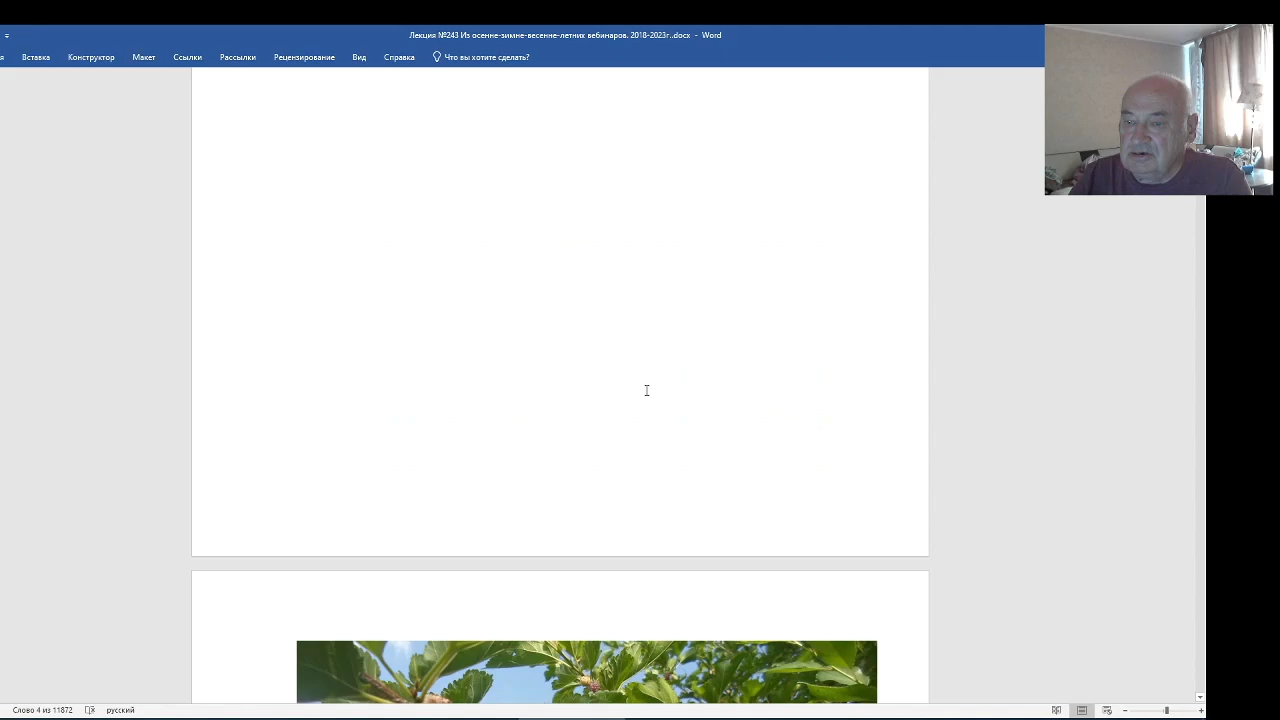 Лекция №243 Из осенне-зимне-весенне-летних вебинаров. 2018-2023г..docx - Word
я Вставка Конструктор Макет Ссылки Рассылки Рецензирование Вид Справка Что вы хотите сделать?
Слово 4 из 11872 русский